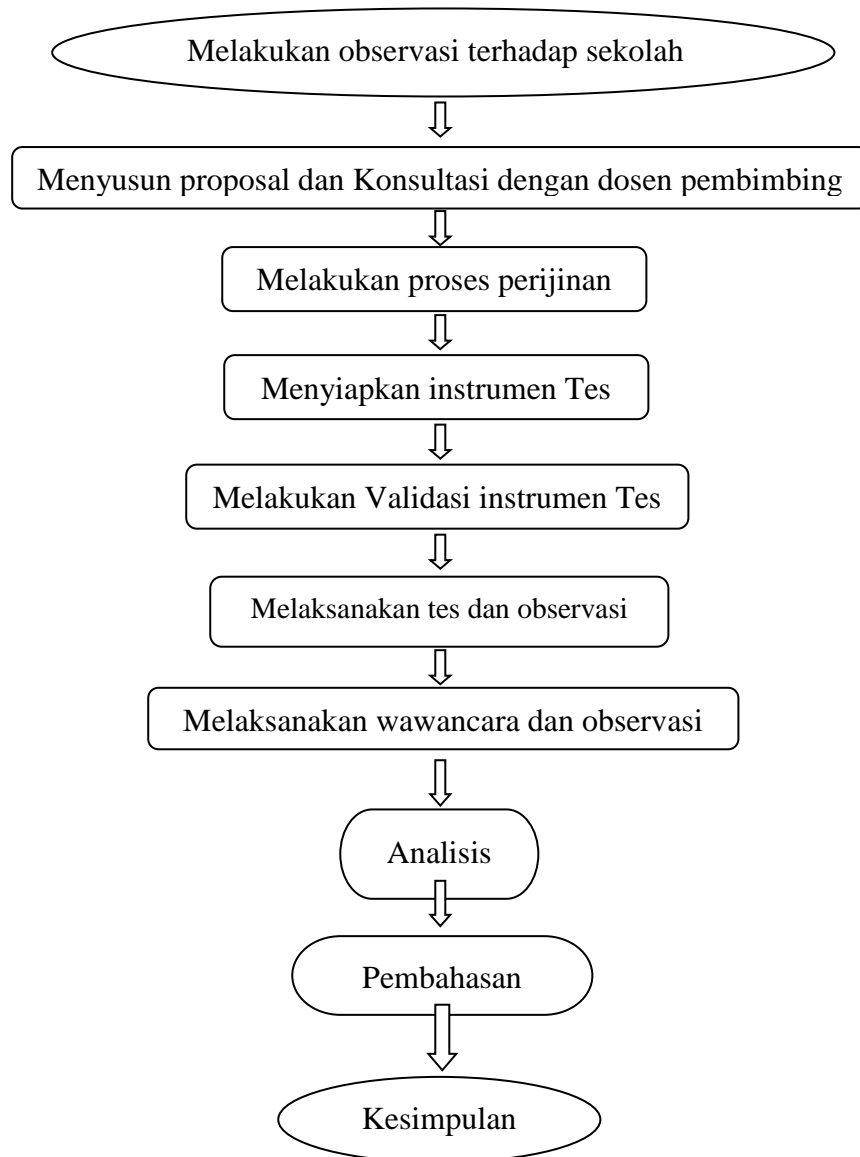 Melakukan observasi terhadap sekolah
Menyusun proposal dan Konsultasi dengan dosen pembimbing
Melakukan proses perijinan
Menyiapkan instrumen Tes
Melakukan Validasi instrumen Tes
Melaksanakan tes dan observasi
Melaksanakan wawancara dan observasi
Analisis
Pembahasan
Kesimpulan